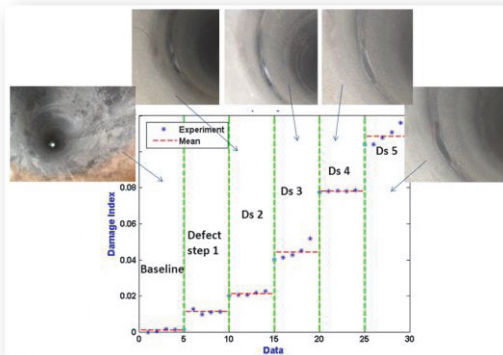 Experiment
Mean
Damage Index
0.08
0.06
0.04
0.02
0
Baseline
Defect
step 1
Ds 2
Ds 3
Ds 4
Ds 5
0 5 10 15 20 25 30
Data